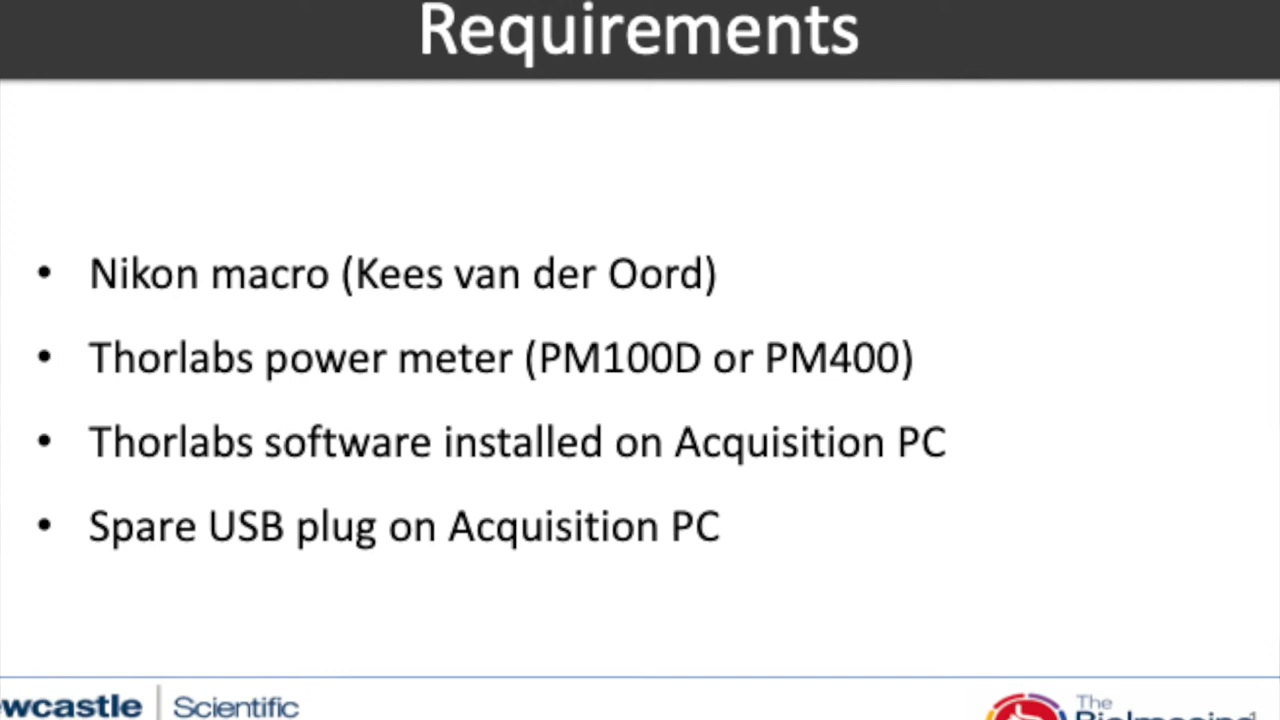 Requirements
• Nikon macro (Kees van der Oord)
• Thorlabs power meter (PM100D or PM400)
• Thorlabs software installed on Acquisition PC
• Spare USB plug on Acquisition PC
wcastle | Scientific
The
BioImaging